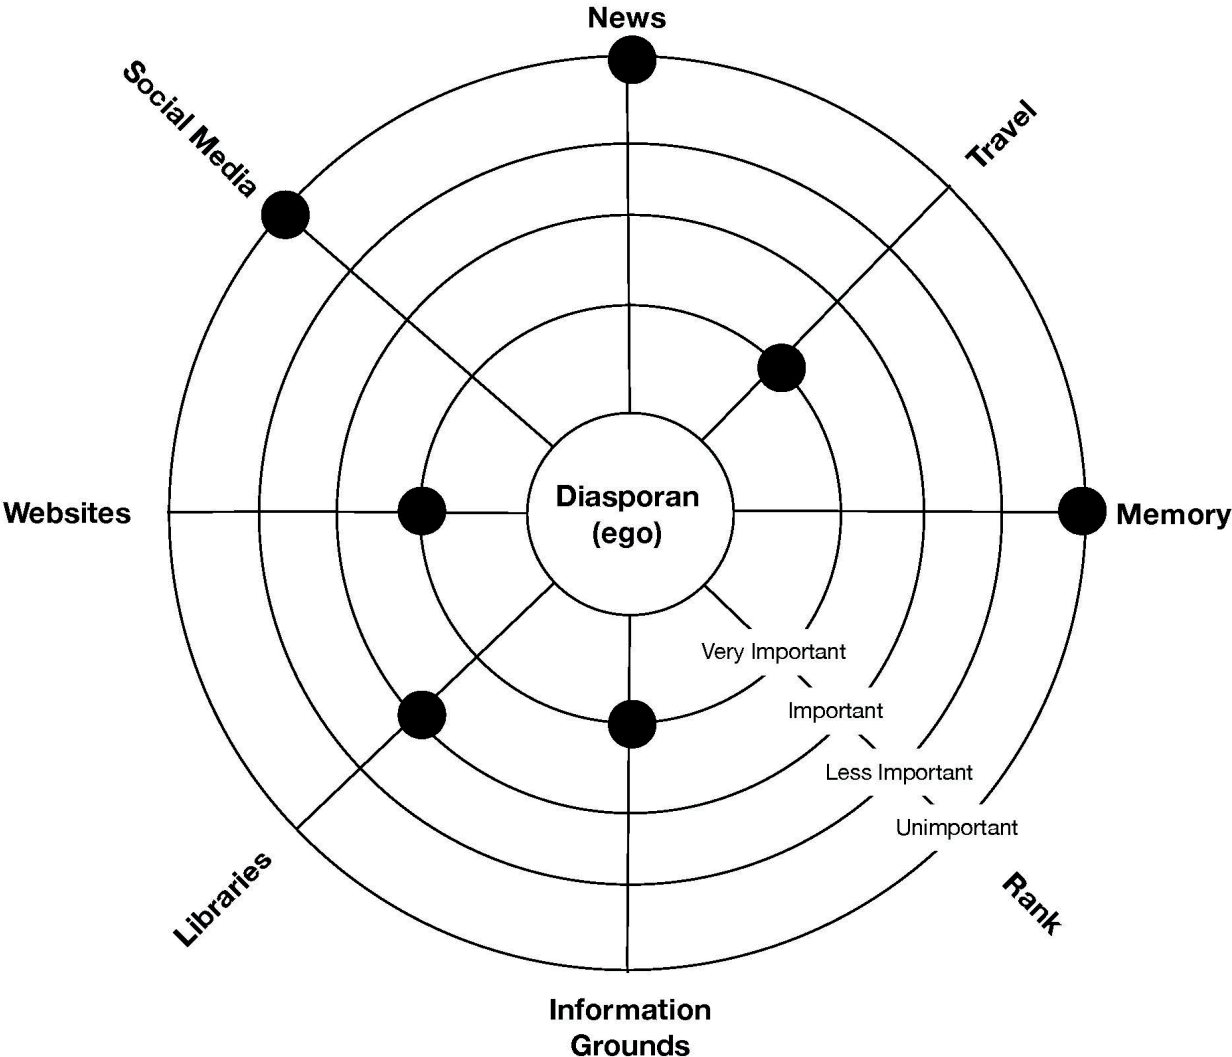 News
Social Media
Travel
Diasporan
(ego)
Websites
Memory
Very Important
Important
Less Important
Unimportant
Libraries
Rank
Information
Grounds